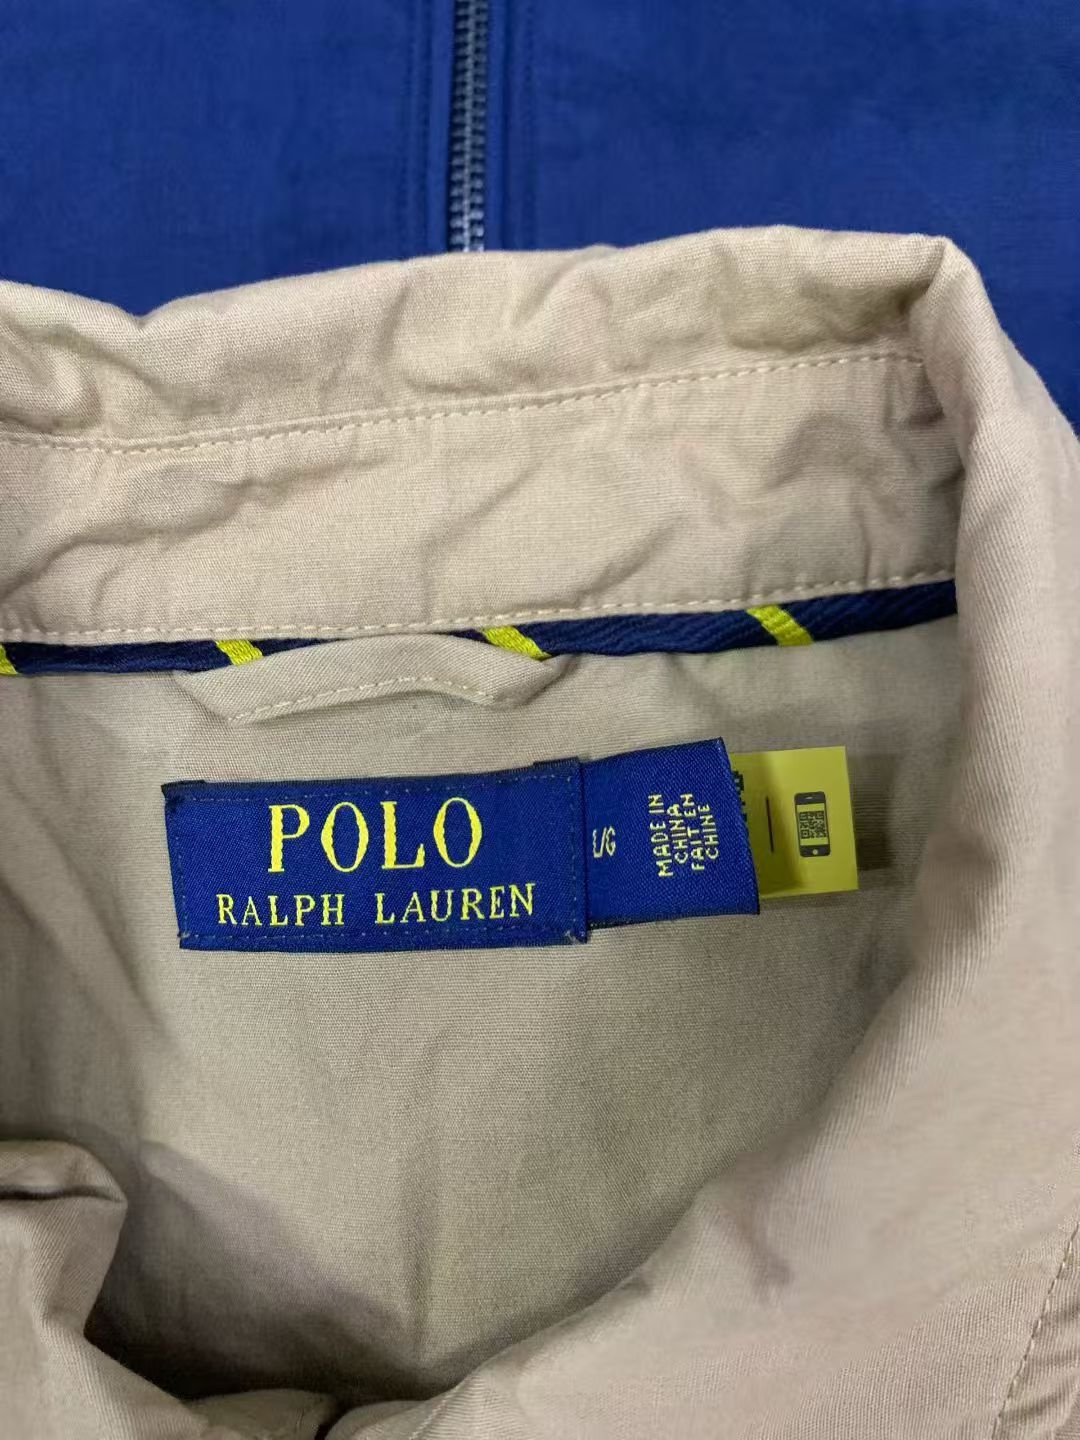 POLO
RALPH LAUREN
L/G
MADE IN
CHINA
FAIT EN
CHINE